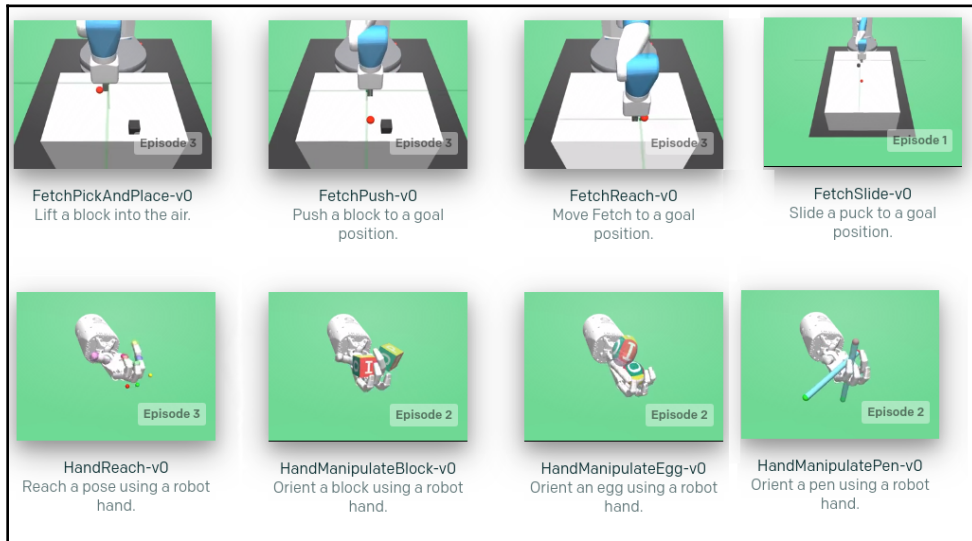 Episode 3
Episode 3
Episode 3
Episode 1
FetchPickAndPlace-v0
Lift a block into the air.
FetchPush-v0
Push a block to a goal
position.
FetchReach-v0
Move Fetch to a goal
position.
FetchSlide-v0
Slide a puck to a goal
position.
I
I
Episode 3
Episode 2
Episode 2
Episode 2
HandReach-v0
Reach a pose using a robot
hand.
HandManipulateBlock-v0
Orient a block using a robot
hand.
HandManipulateEgg-v0
Orient an egg using a robot
hand.
HandManipulatePen-v0
Orient a pen using a robot
hand.